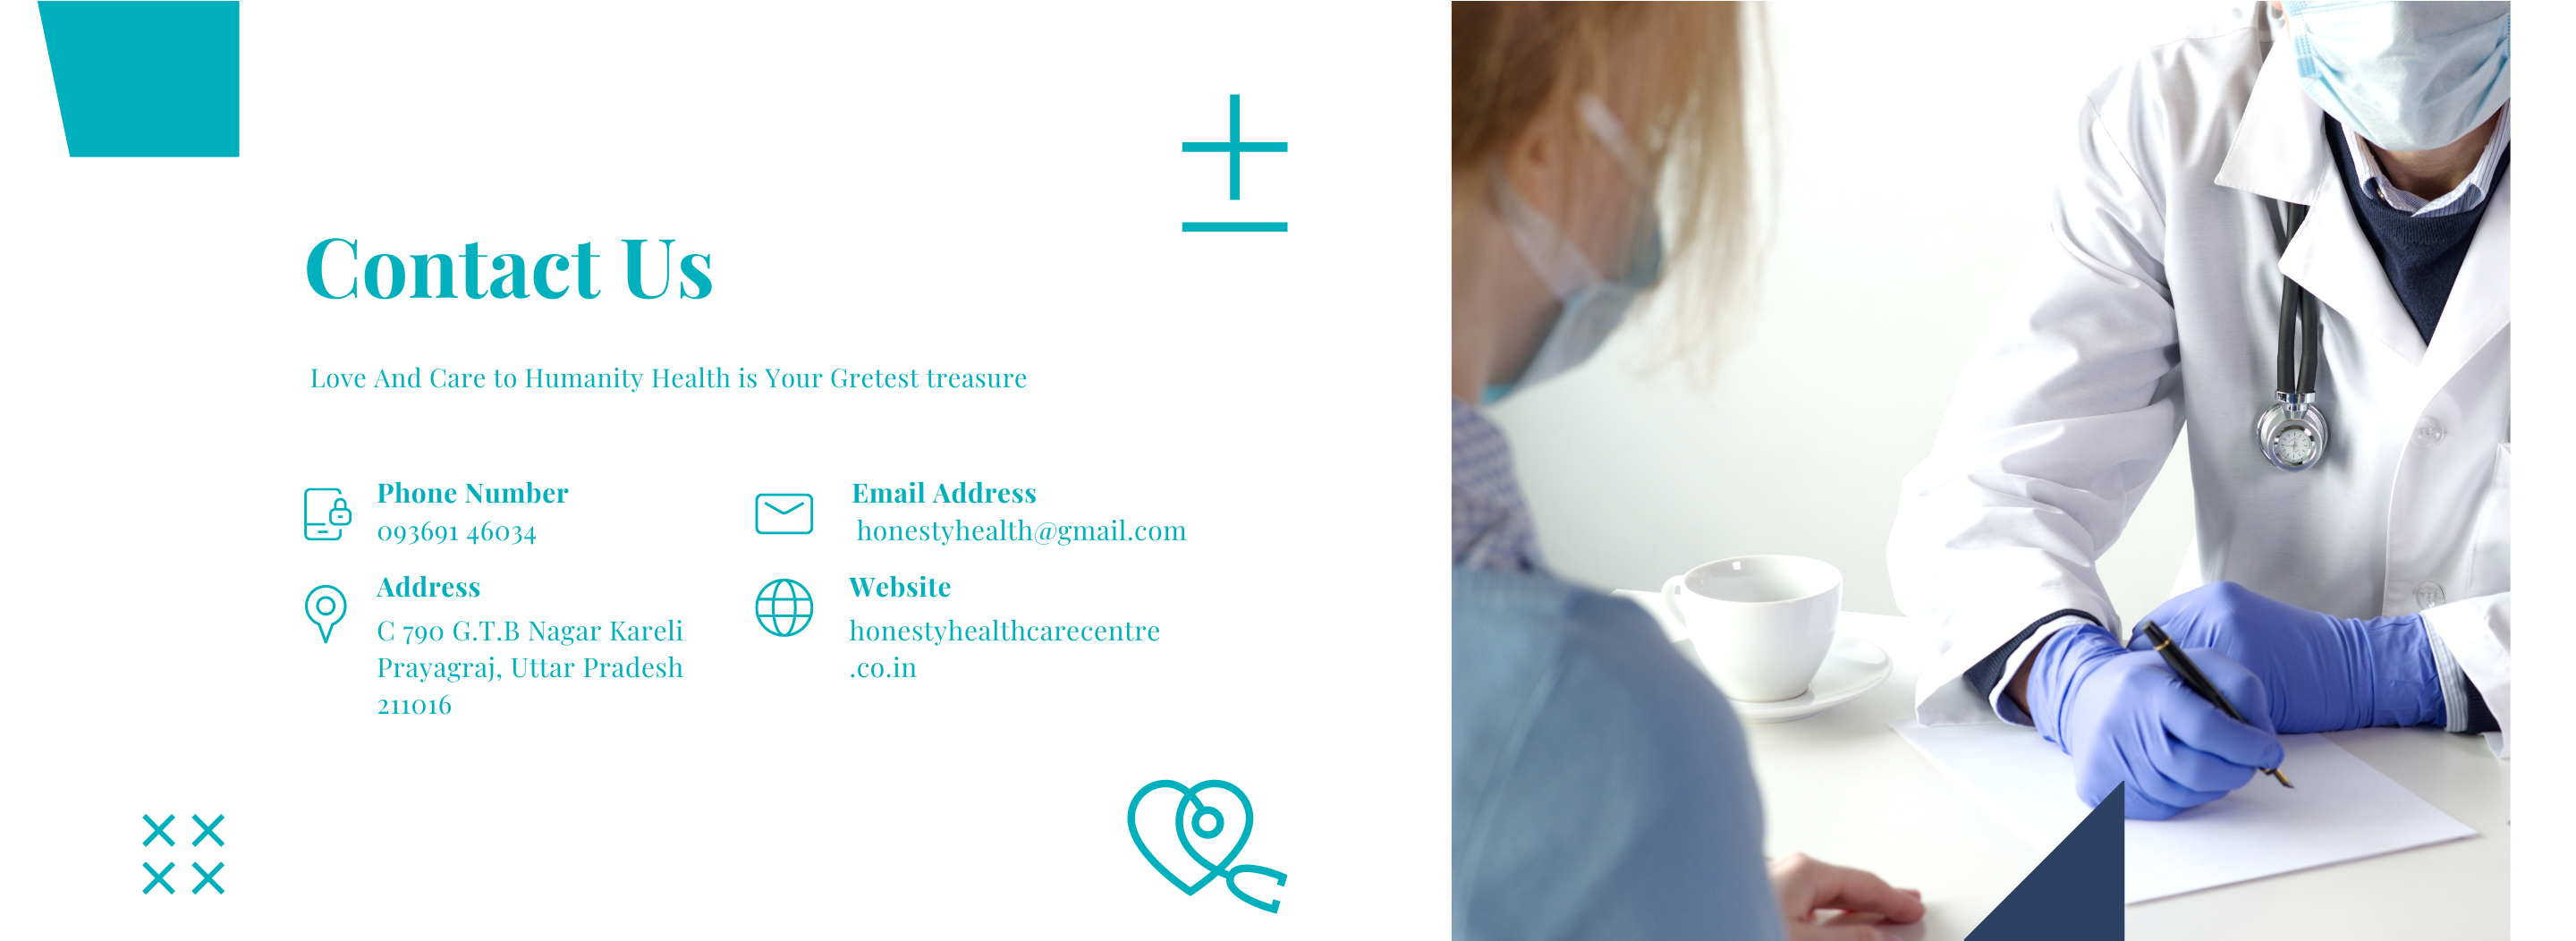 Contact Us
Love And Care to Humanity Health is Your Gretest treasure
Phone Number
093691 46034
Email Address
honestyhealth@gmail.com
Address
C 790 G.T.B Nagar Kareli
Prayagraj, Uttar Pradesh
211016
Website
honestyhealthcarecentre
.co.in